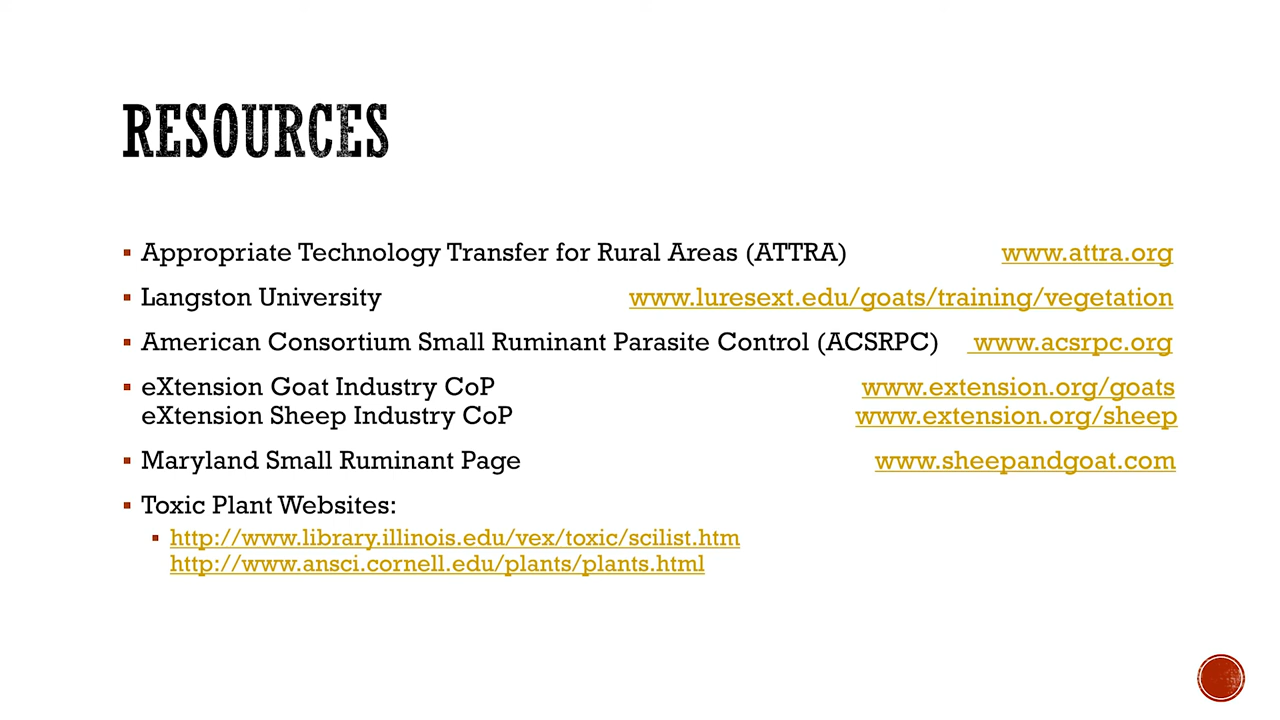 RESOURCES
Appropriate Technology Transfer for Rural Areas (ATTRA) www.attra.org
Langston University www.luresext.edu/goats/training/vegetation
American Consortium Small Ruminant Parasite Control (ACSRPC) www.acsrpc.org
eXtension Goat Industry CoP www.extension.org/goats
eXtension Sheep Industry CoP www.extension.org/sheep
Maryland Small Ruminant Page www.sheepandgoat.com
Toxic Plant Websites:
http://www.library.illinois.edu/vex/toxic/scilist.htm
http://www.ansci.cornell.edu/plants/plants.html